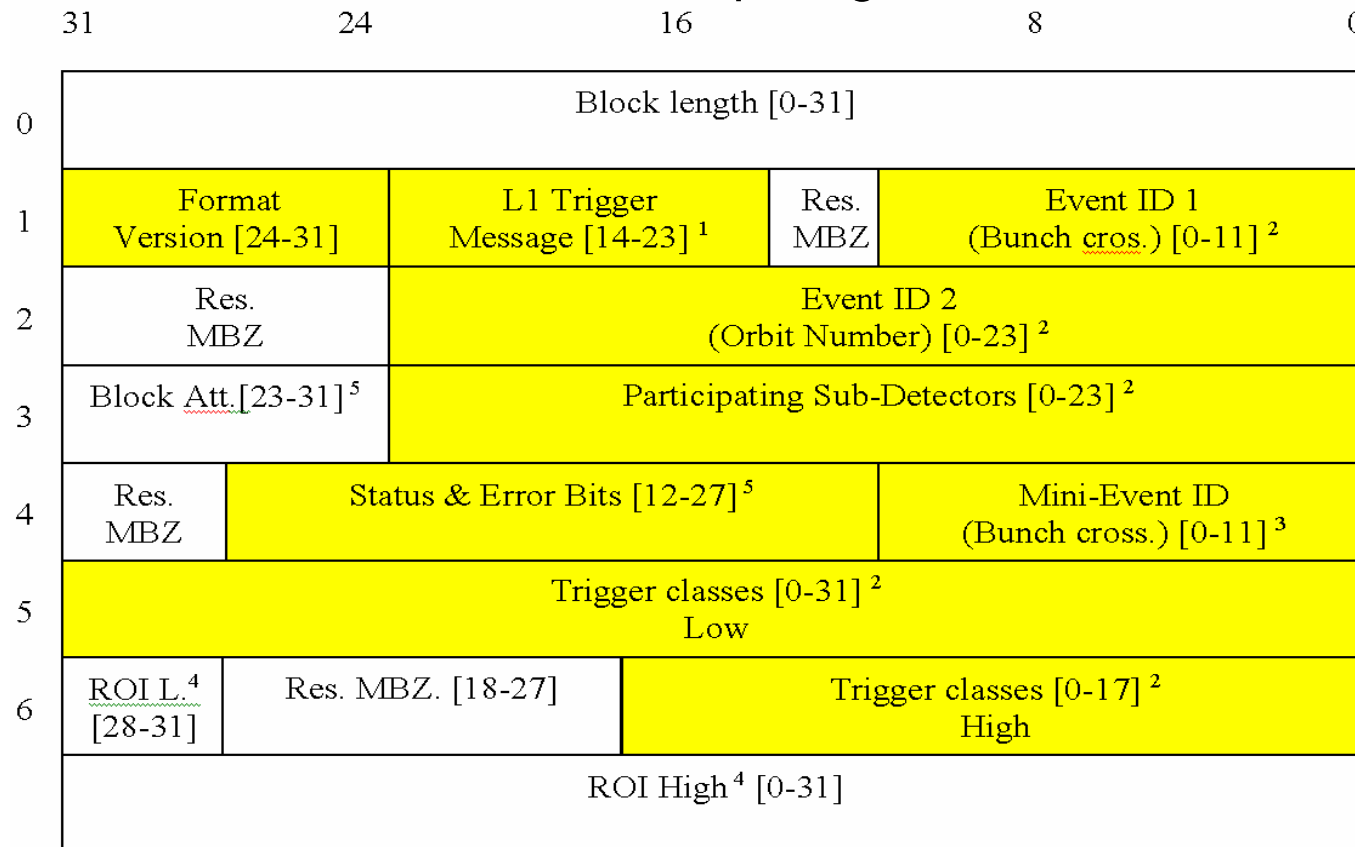 31 24 16 8 0
0 Block length [0-31]
Format L1 Trigger Res. Event ID 1
1 Version [24-31] Message [14-23] ¹ MBZ (Bunch cros.) [0-11] ²
Res. Event ID 2
2 MBZ (Orbit Number) [0-23] ²
3 Block Att.[23-31] ⁵ Participating Sub-Detectors [0-23] ²
Res. Status & Error Bits [12-27] ⁵ Mini-Event ID
4 MBZ (Bunch cross.) [0-11] ³
Trigger classes [0-31] ²
5 Low
ROI L.⁴ Res. MBZ. [18-27] Trigger classes [0-17] ²
6 [28-31] High
ROI High ⁴ [0-31]